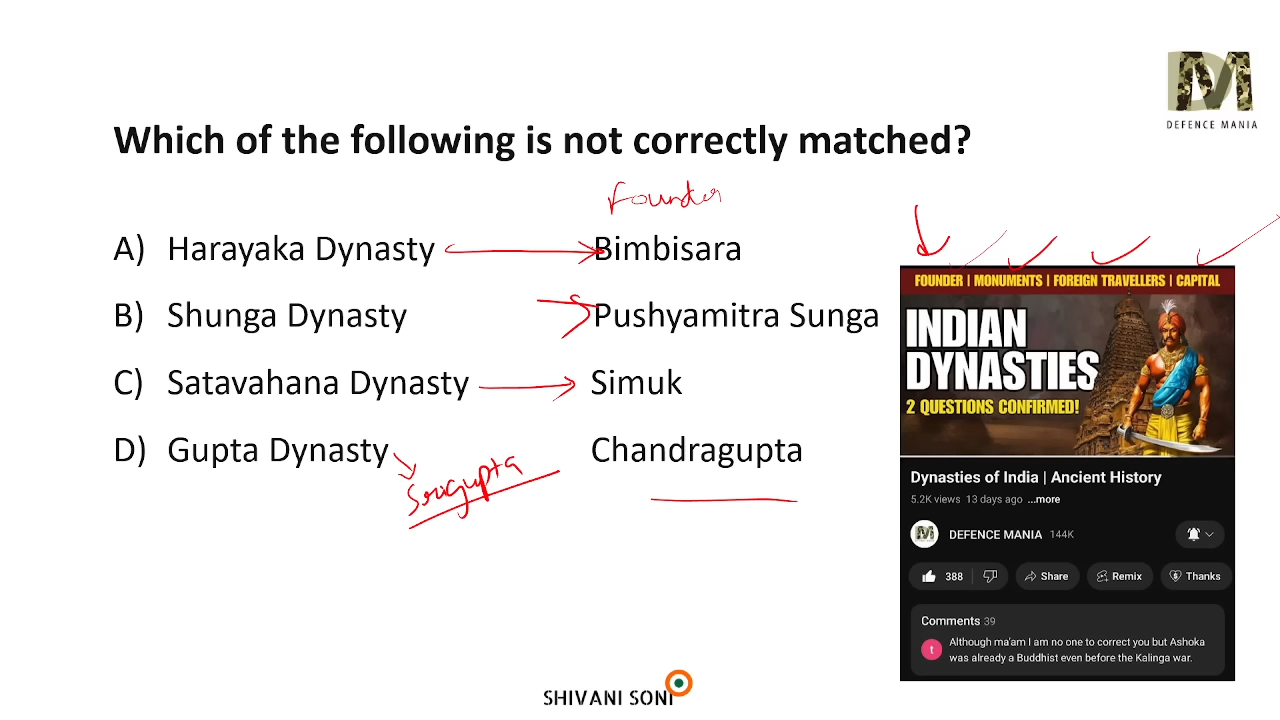 DEFENCE MANIA
Which of the following is not correctly matched?
Founder
A) Harayaka Dynasty Bimbisara
B) Shunga Dynasty Pushyamitra Sunga
C) Satavahana Dynasty Simuk
D) Gupta Dynasty Chandragupta
Srigupta
FOUNDER | MONUMENTS | FOREIGN TRAVELLERS | CAPITAL
INDIAN
DYNASTIES
2 QUESTIONS CONFIRMED!
Dynasties of India | Ancient History
5.2K views 13 days ago ...more
DEFENCE MANIA 144K
388 Share Remix Thanks
Comments 39
t
Although ma'am I am no one to correct you but Ashoka
was already a Buddhist even before the Kalinga war.
SHIVANI SONI